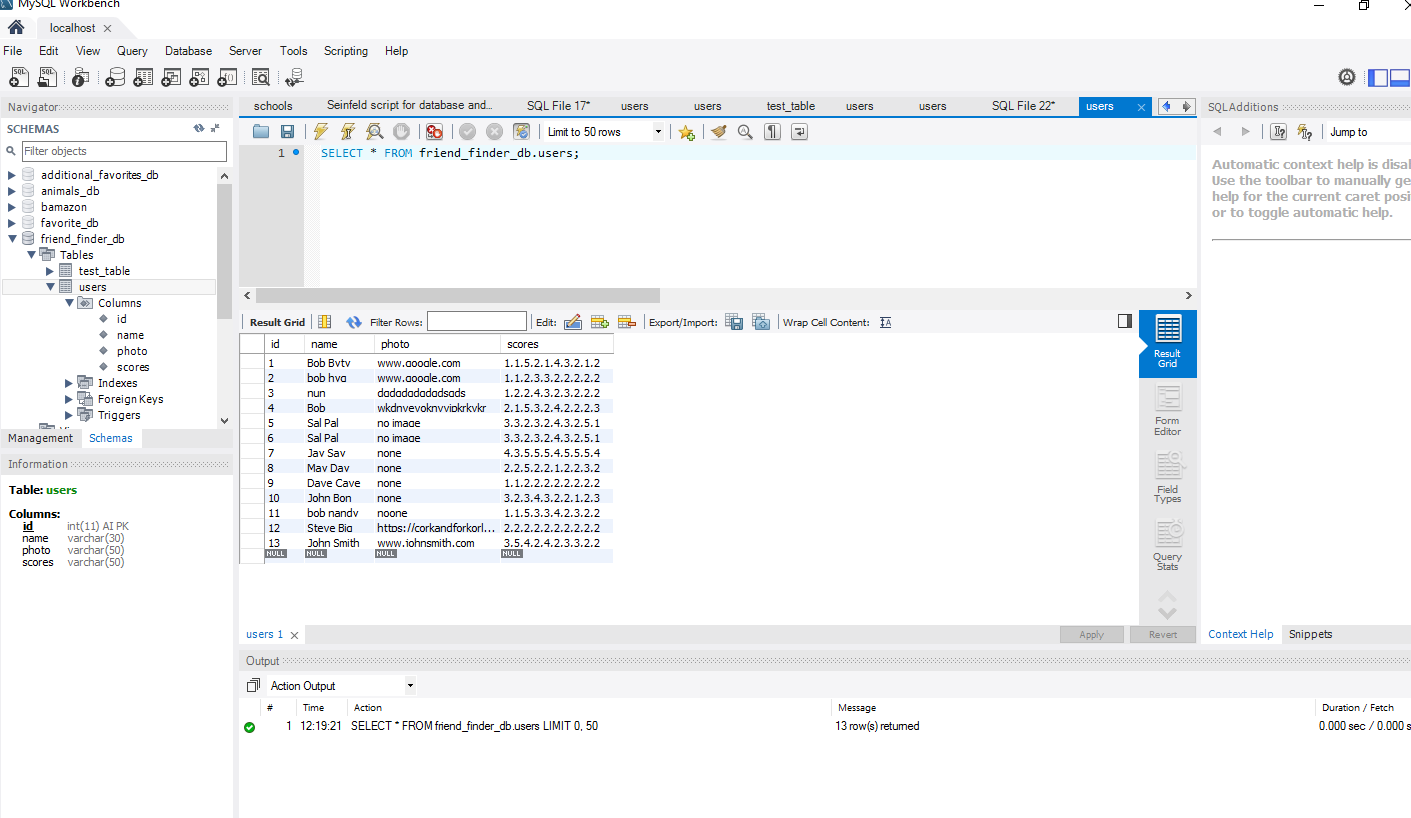 MySQL Workbench
localhost
File Edit View Query Database Server Tools Scripting Help
Navigator
SCHEMAS
Filter objects
additional_favorites_db
animals_db
bamazon
favorite_db
friend_finder_db
Tables
test_table
users
Columns
id
name
photo
scores
Indexes
Foreign Keys
Triggers
Management Schemas
Information
Table: users
Columns:
id int(11) AI PK
name varchar(30)
photo varchar(50)
scores varchar(50)
schools Seinfeld script for database and... SQL File 17* users users test_table users users SQL File 22* users
Limit to 50 rows
1 SELECT * FROM friend_finder_db.users;
Result Grid Filter Rows: Edit: Export/Import: Wrap Cell Content:
id name photo scores
1 Bob Bvtv www.google.com 1.1.5.2.1.4.3.2.1.2
2 bob hvg www.google.com 1.1.2.3.3.2.2.2.2.2
3 nun 1.2.2.4.3.2.3.2.2.2
4 Bob 2.1.5.3.2.4.2.2.2.3
5 Sal Pal no image 3.3.2.3.2.4.3.2.5.1
6 Sal Pal no image 3.3.2.3.2.4.3.2.5.1
7 Jav Sav none 4.3.5.5.5.4.5.5.5.4
8 Mav Dav none 2.2.5.2.2.1.2.2.3.2
9 Dave Cave none 1.1.2.2.2.2.2.2.2.2
10 John Bon none 3.2.3.4.3.2.2.1.2.3
11 bob nandv noone 1.1.5.3.3.4.2.3.2.2
12 Steve Big https://corkandforkorl... 2.2.2.2.2.2.2.2.2.2
13 John Smith www.johnsmith.com 3.5.4.2.4.2.3.3.2.2
NULL NULL NULL NULL
Result Grid
Form Editor
Field Types
Query Stats
users 1
Apply Revert
Output
Action Output
# Time Action Message Duration / Fetch
1 12:19:21 SELECT * FROM friend_finder_db.users LIMIT 0, 50 13 row(s) returned 0.000 sec / 0.000 s
SQLAdditions
Jump to
Automatic context help is disal
Use the toolbar to manually ge
help for the current caret posi
or to toggle automatic help.
Context Help Snippets